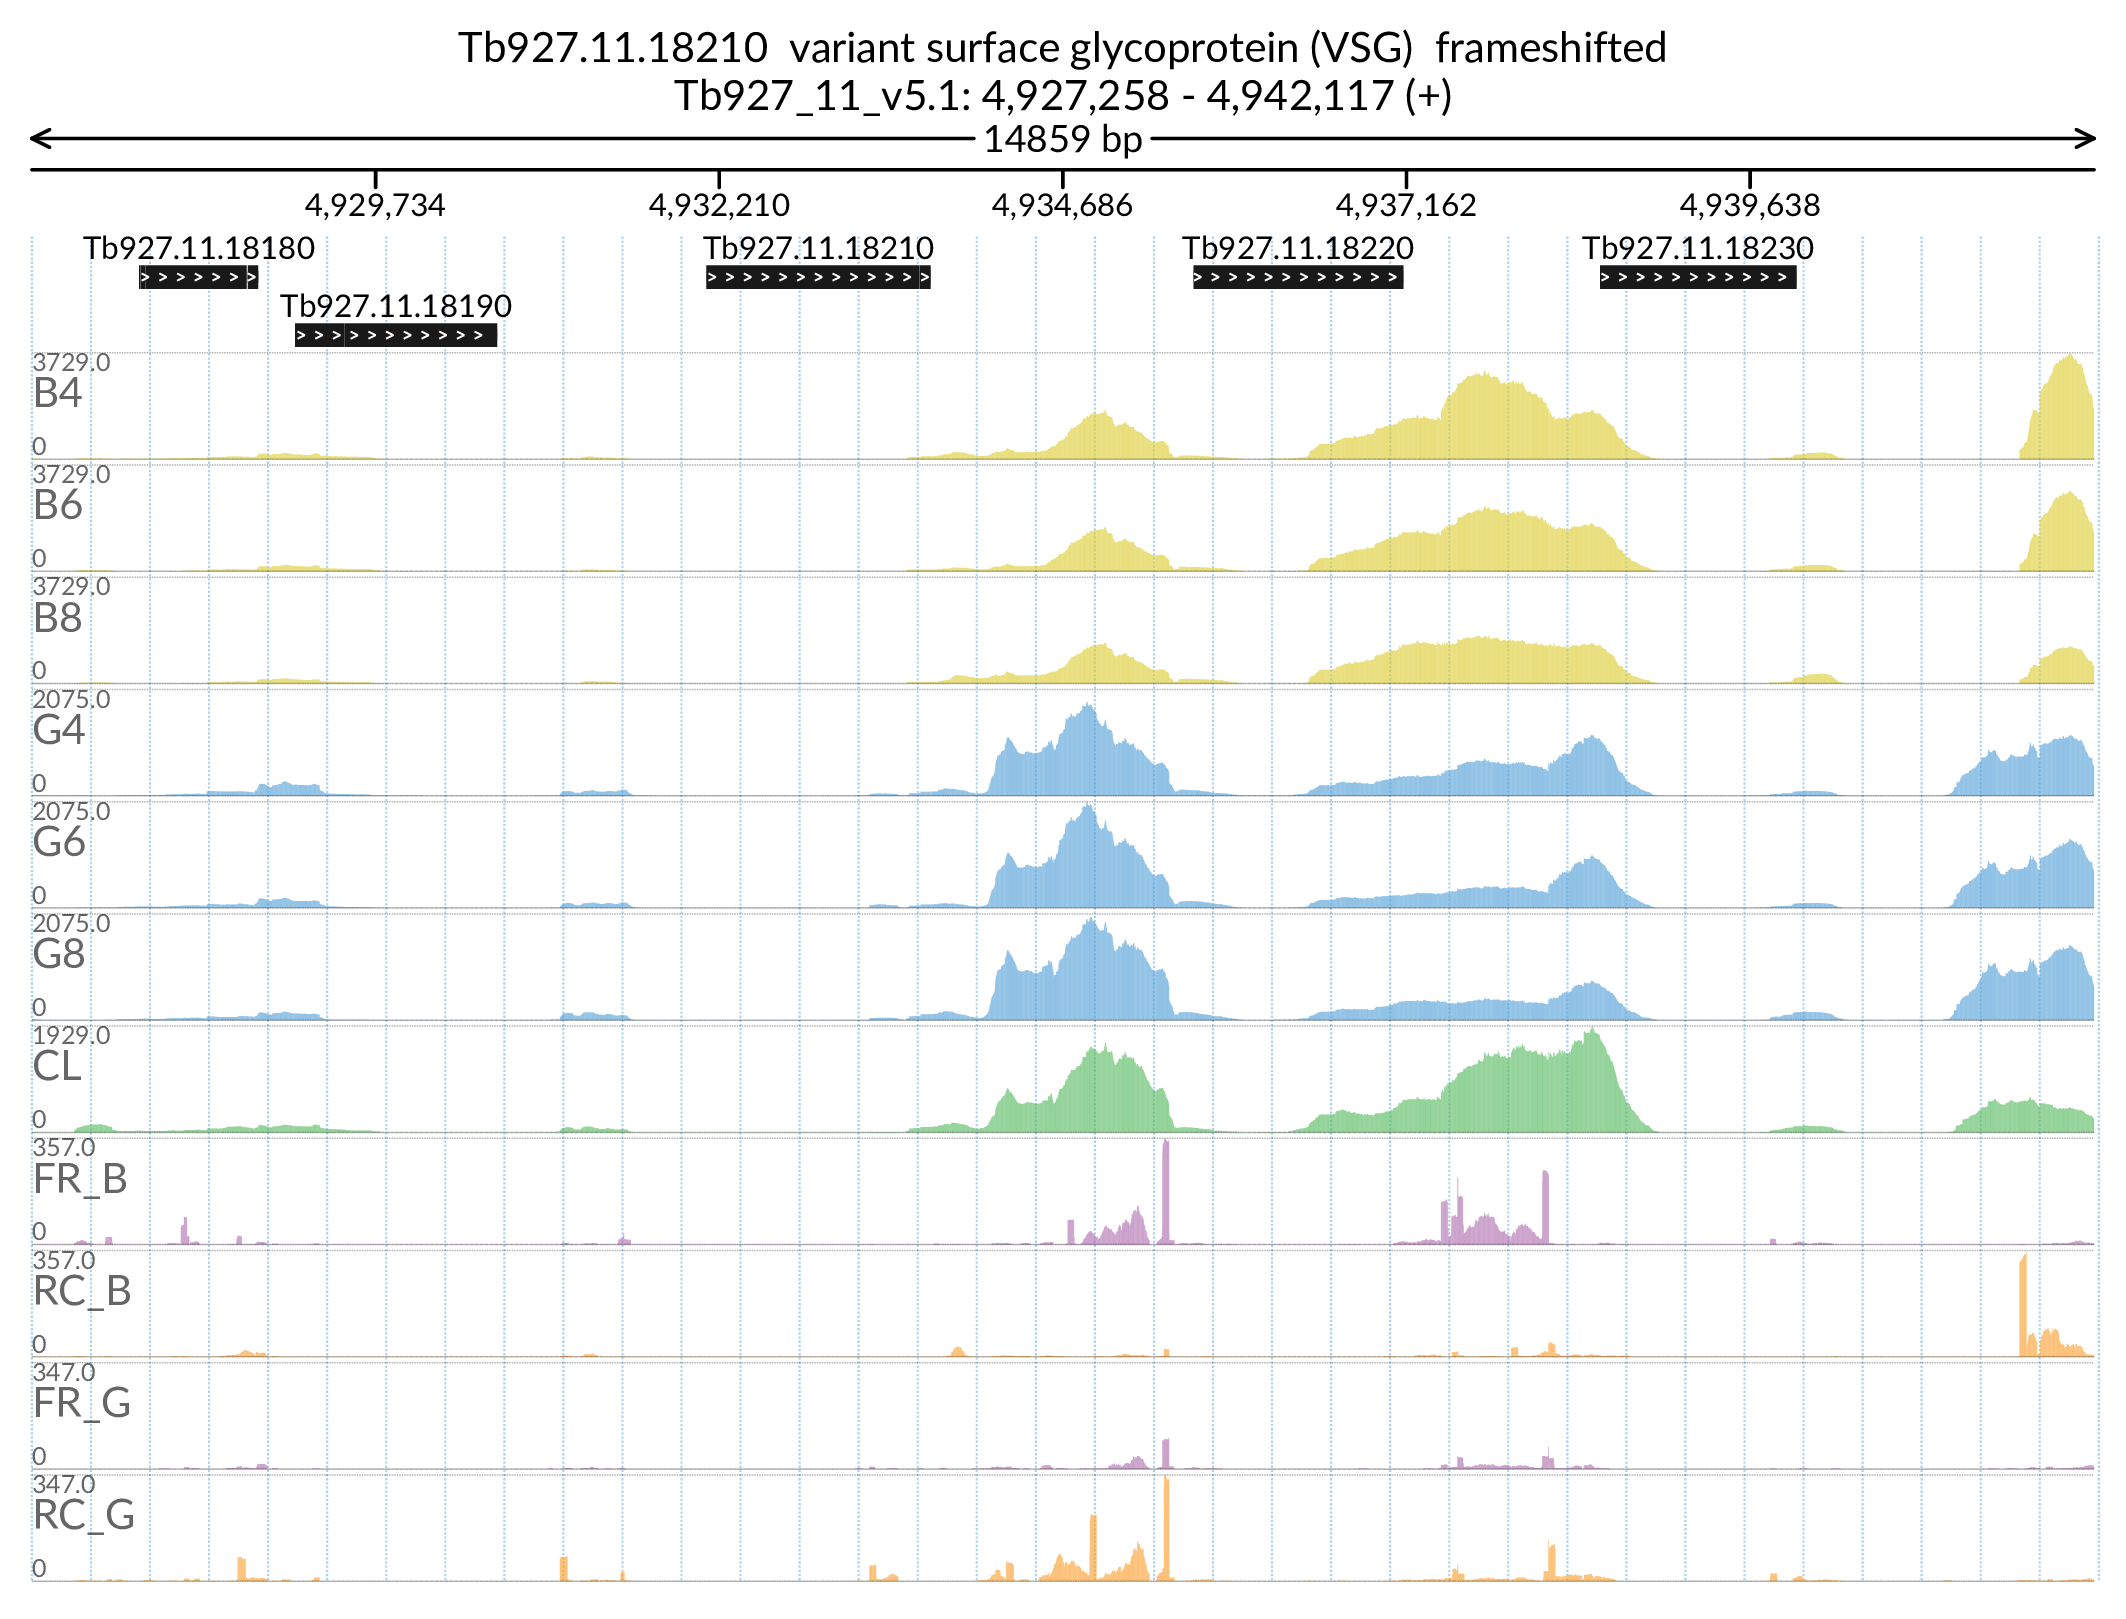 Tb927.11.18210  variant surface glycoprotein (VSG)  frameshifted
Tb927_11_v5.1: 4,927,258 - 4,942,117 (+)
14859 bp
4,929,734 4,932,210 4,934,686 4,937,162 4,939,638
Tb927.11.18180 Tb927.11.18210 Tb927.11.18220 Tb927.11.18230
Tb927.11.18190
3729.0
B4
0
3729.0
B6
0
3729.0
B8
0
2075.0
G4
0
2075.0
G6
0
2075.0
G8
0
1929.0
CL
0
357.0
FR_B
0
357.0
RC_B
0
347.0
FR_G
0
347.0
RC_G
0